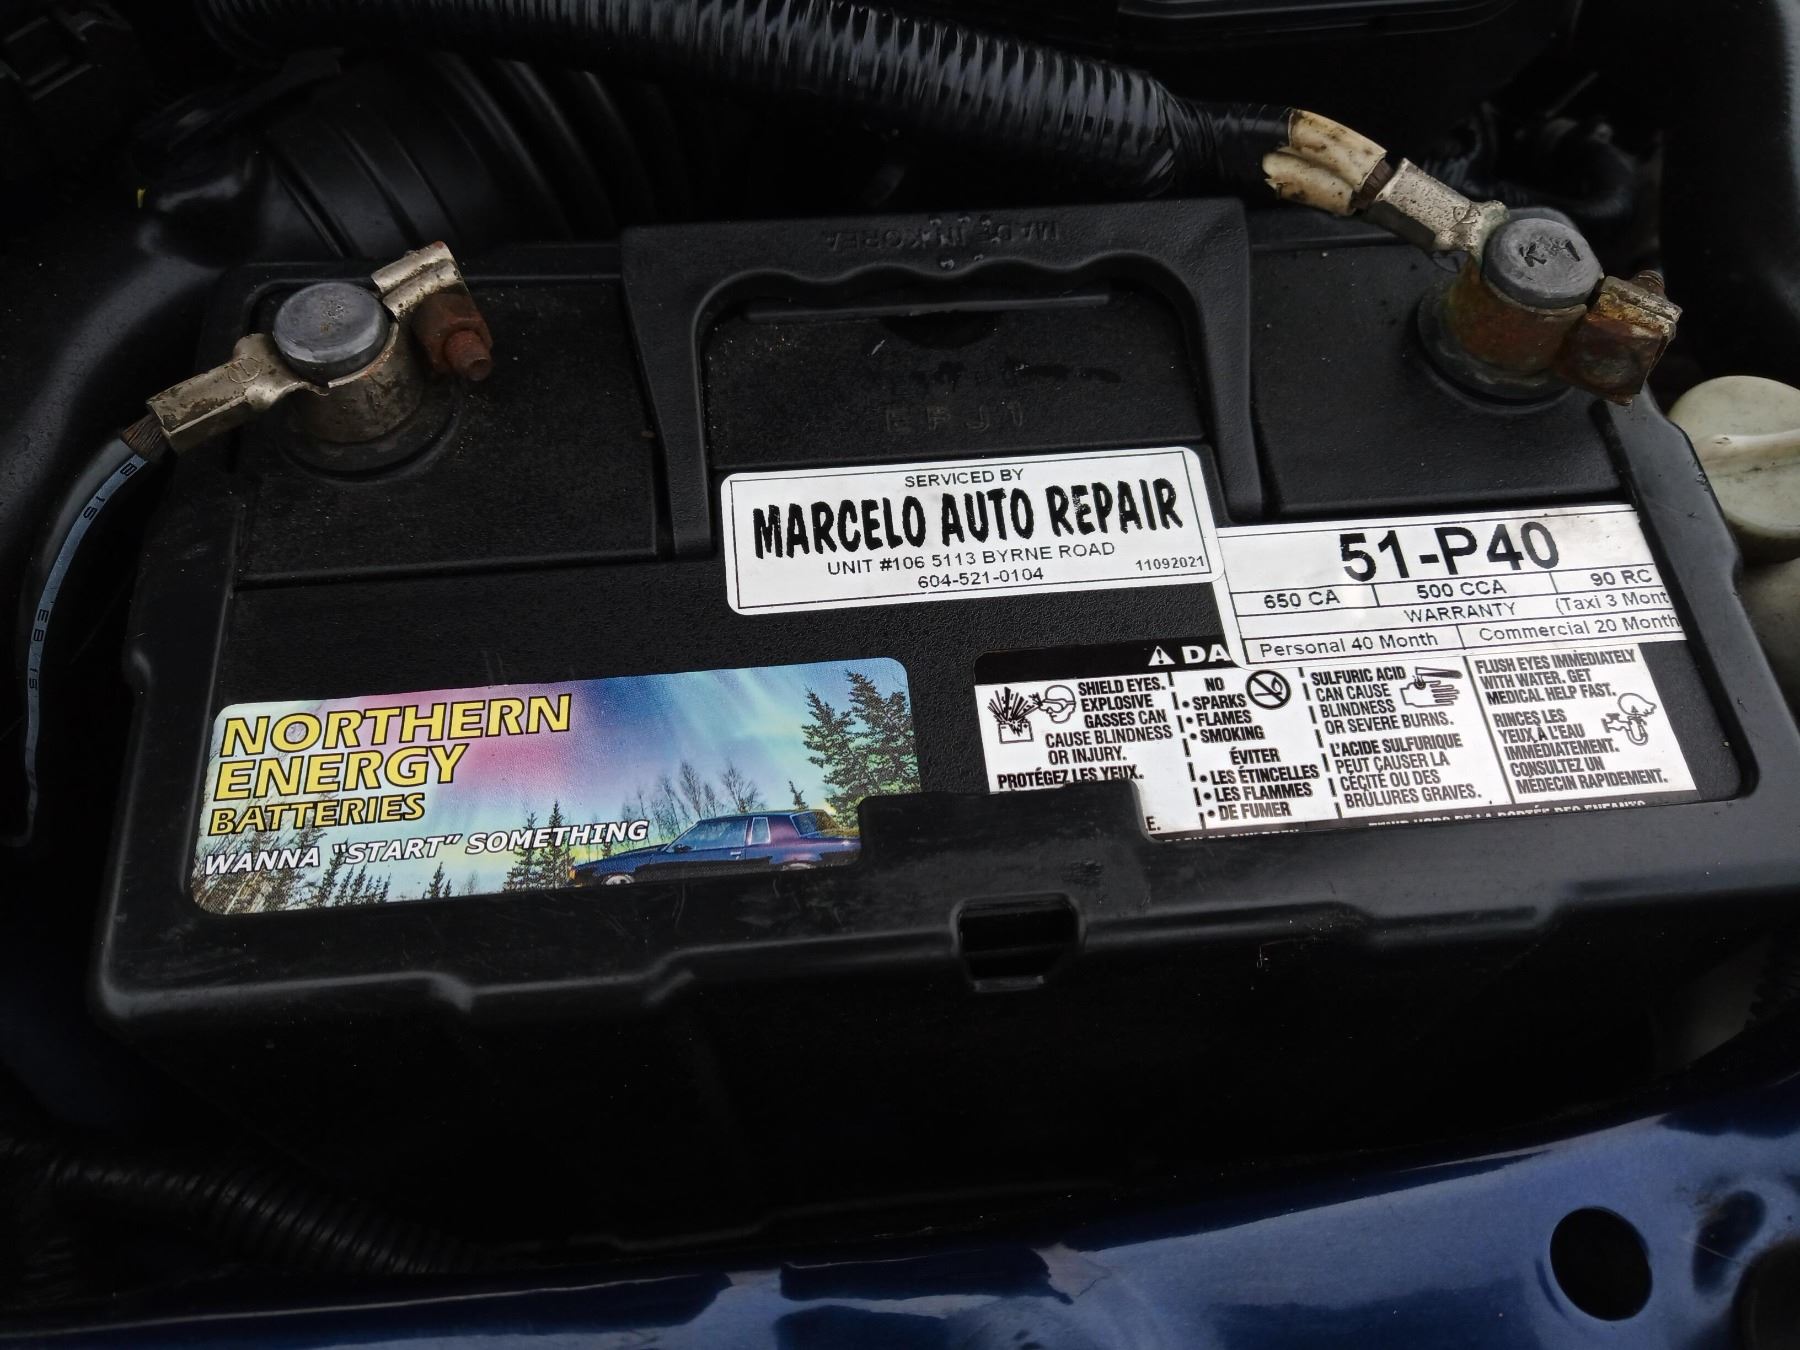 MADE IN KOREA
K
EFJ1
SERVICED BY
MARCELO AUTO REPAIR
UNIT #106 5113 BYRNE ROAD
604-521-0104
11092021
51-P40
650 CA
500 CCA
90 RC
WARRANTY
(Taxi 3 Mont
Personal 40 Month
Commercial 20 Month
NORTHERN
ENERGY
BATTERIES
WANNA "START" SOMETHING
DA
SHIELD EYES.
EXPLOSIVE
GASSES CAN
CAUSE BLINDNESS
OR INJURY.
PROTÉGEZ LES YEUX.
E.
NO
• SPARKS
• FLAMES
• SMOKING
ÉVITER
• LES ÉTINCELLES
• LES FLAMMES
• DE FUMER
SULFURIC ACID
CAN CAUSE
BLINDNESS
OR SEVERE BURNS.
L'ACIDE SULFURIQUE
PEUT CAUSER LA
CÉCITÉ OU DES
BRÛLURES GRAVES.
FLUSH EYES IMMEDIATELY
WITH WATER. GET
MEDICAL HELP FAST.
RINCES LES
YEUX À L'EAU
IMMÉDIATEMENT.
CONSULTEZ UN
MÉDECIN RAPIDEMENT.